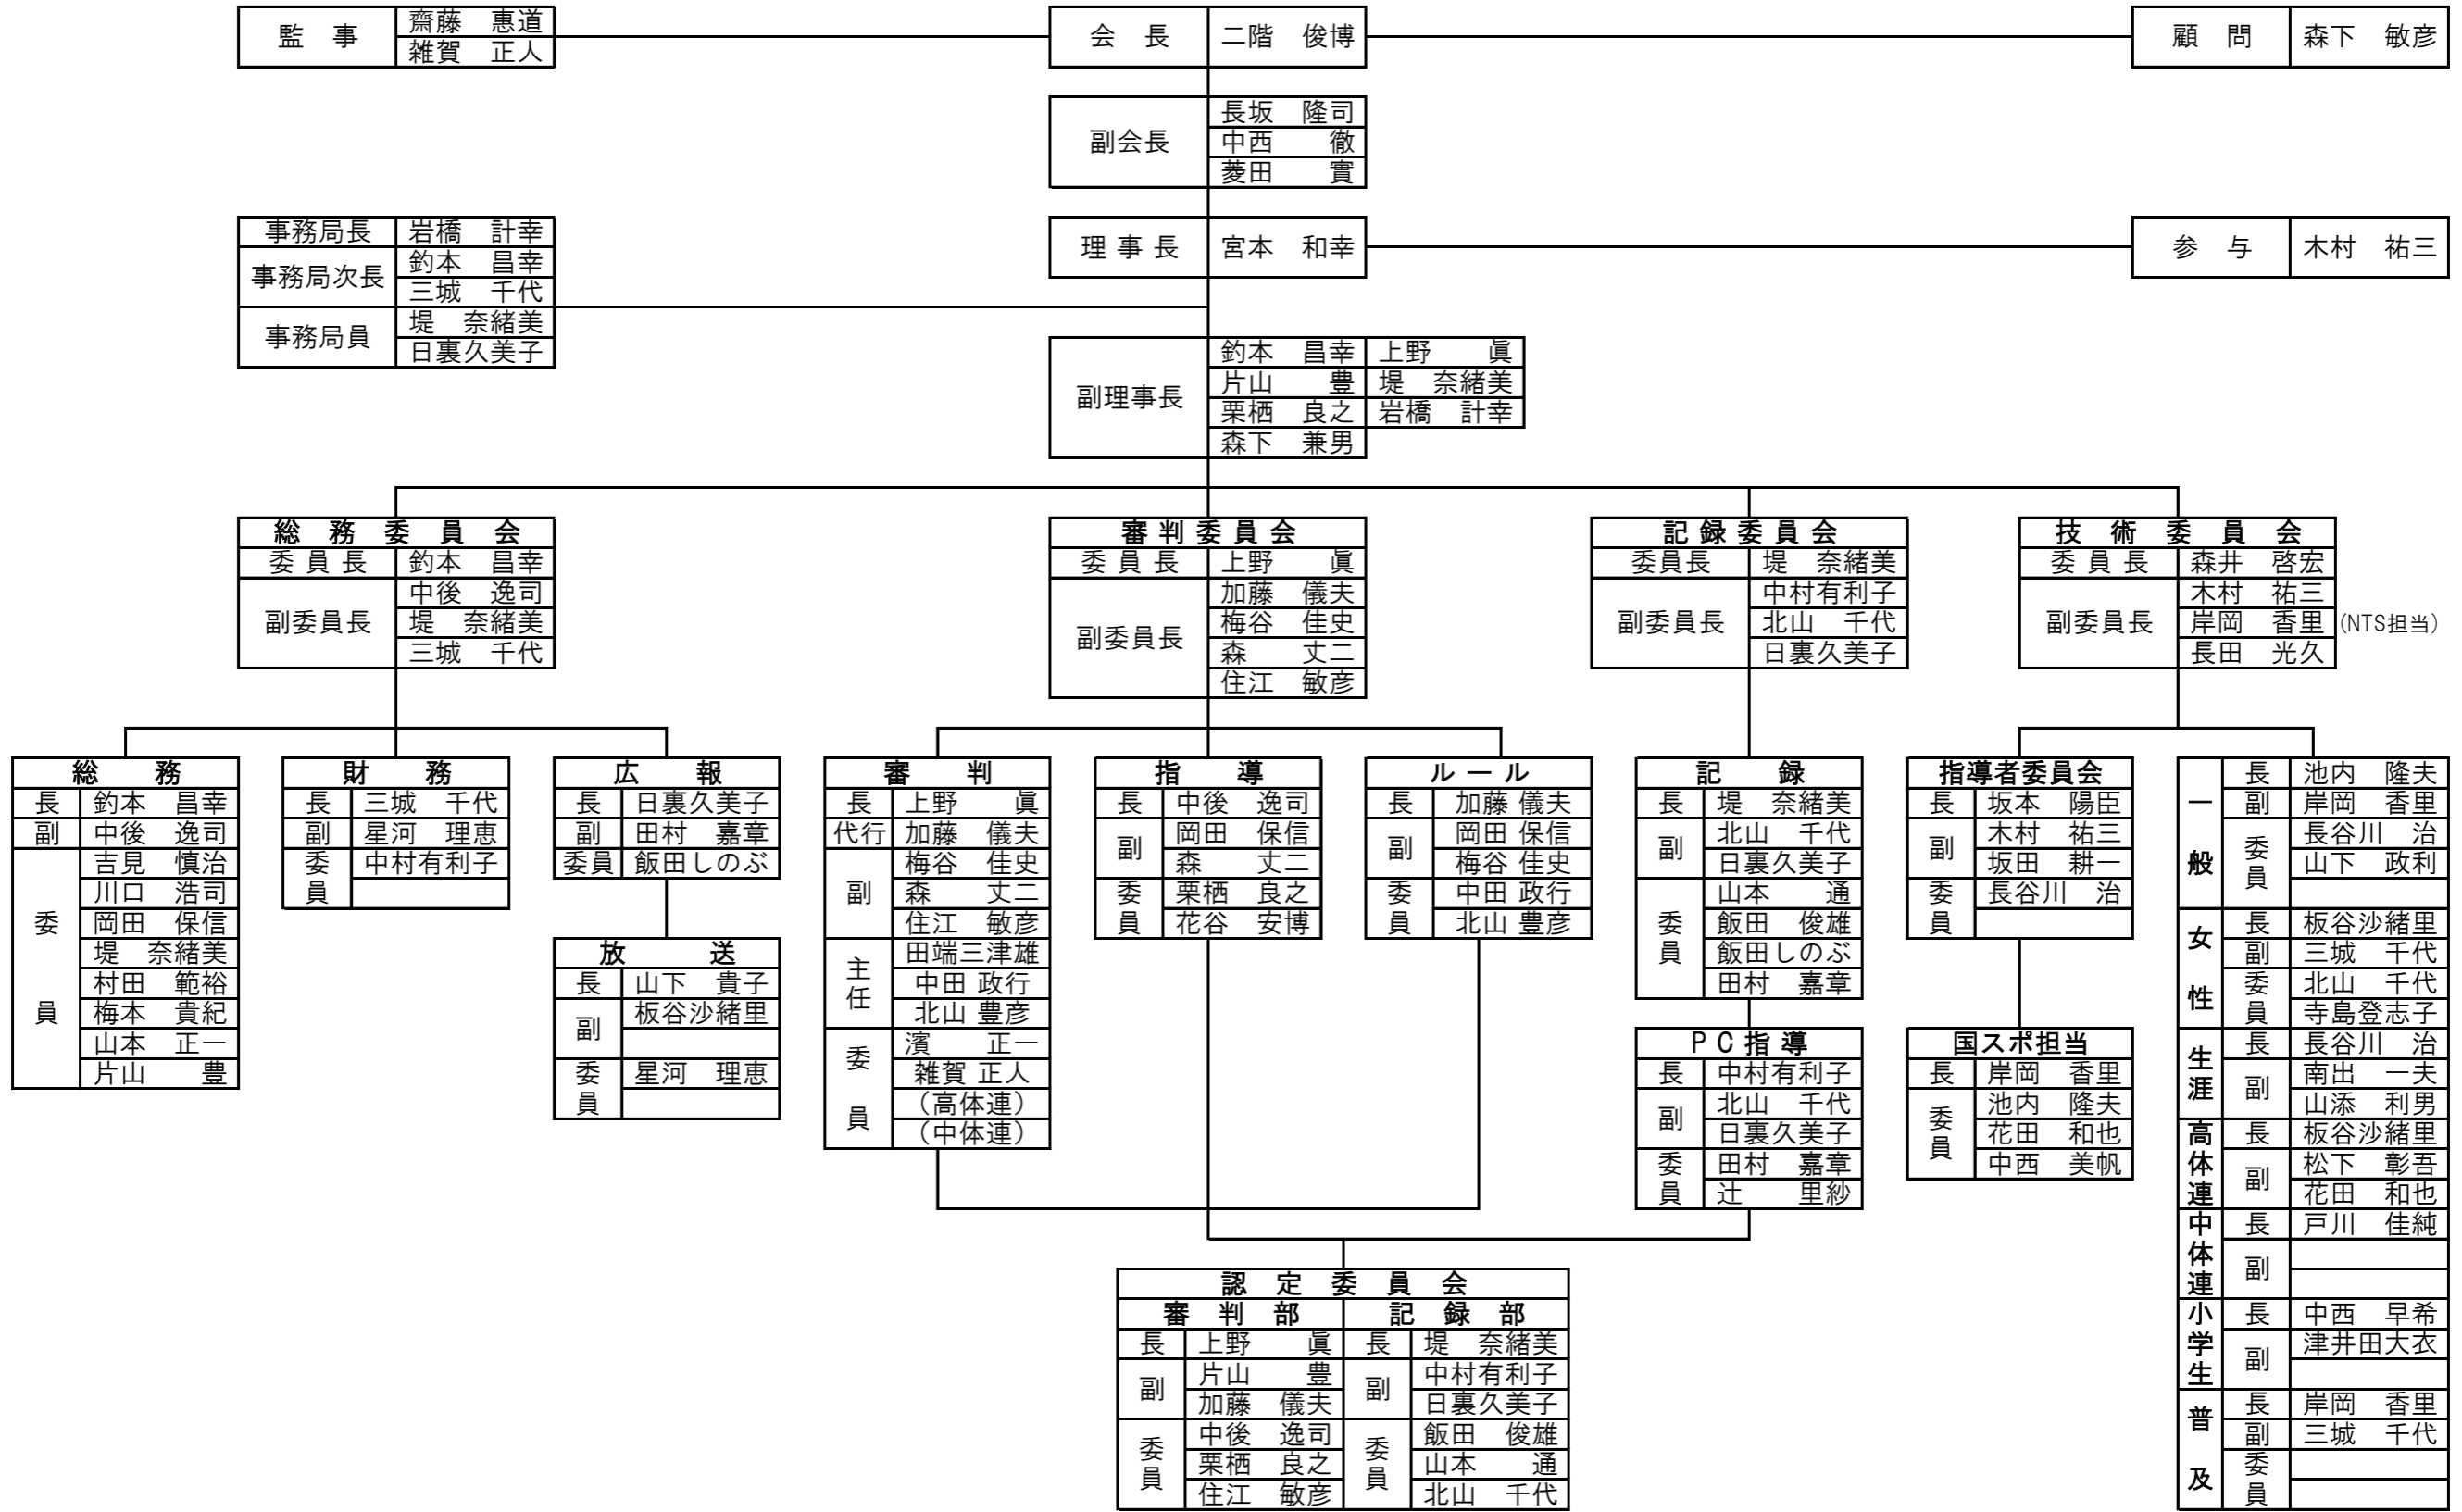 監　事　齋藤　惠道
雑賀　正人
会　長　二階　俊博
顧　問　森下　敏彦
副会長　長坂　隆司
中西　　徹
菱田　　實
事務局長　岩橋　計幸
事務局次長　釣本　昌幸
三城　千代
事務局員　堤　奈緒美
日裏久美子
理 事 長　宮本　和幸
参　与　木村　祐三
副理事長　釣本　昌幸　上野　　眞
片山　　豊　堤　奈緒美
栗栖　良之　岩橋　計幸
森下　兼男
総　務　委　員　会
委 員 長　釣本　昌幸
副委員長　中後　逸司
堤　奈緒美
三城　千代
審 判 委 員 会
委 員 長　上野　　眞
副委員長　加藤　儀夫
梅谷　佳史
森　　丈二
住江　敏彦
記 録 委 員 会
委員長　堤　奈緒美
副委員長　中村有利子
北山　千代
日裏久美子
技　術　委　員　会
委 員 長　森井　啓宏
副委員長　木村　祐三
岸岡　香里　(NTS担当)
長田　光久
総　　務
長　釣本　昌幸
副　中後　逸司
委　員　吉見　慎治
川口　浩司
岡田　保信
堤　奈緒美
村田　範裕
梅本　貴紀
山本　正一
片山　　豊
財　　務
長　三城　千代
副　星河　理恵
委員　中村有利子
広　　報
長　日裏久美子
副　田村　嘉章
委員　飯田しのぶ
放　　送
長　山下　貴子
副　板谷沙緒里
委員　星河　理恵
審　　判
長　上野　　眞
代行　加藤　儀夫
副　梅谷　佳史
森　　丈二
住江　敏彦
主任　田端三津雄
中田 政行
北山 豊彦
委　員　濱　　正一
雑賀 正人
（高体連）
（中体連）
指　　導
長　中後　逸司
副　岡田　保信
森　　丈二
委員　栗栖　良之
花谷　安博
ル ー ル
長　加藤 儀夫
副　岡田 保信
梅谷 佳史
委員　中田 政行
北山 豊彦
記　　録
長　堤　奈緒美
副　北山　千代
日裏久美子
委員　山本　　通
飯田　俊雄
飯田しのぶ
田村　嘉章
ＰＣ指導
長　中村有利子
副　北山　千代
日裏久美子
委員　田村　嘉章
辻　　里紗
指導者委員会
長　坂本　陽臣
副　木村　祐三
坂田　耕一
委員　長谷川　治
国スポ担当
長　岸岡　香里
委員　池内　隆夫
花田　和也
中西　美帆
一　般　長　池内　隆夫
副　岸岡　香里
委員　長谷川　治
山下　政利
女　性　長　板谷沙緒里
副　三城　千代
委員　北山　千代
寺島登志子
生涯　長　長谷川　治
副　南出　一夫
山添　利男
高体連　長　板谷沙緒里
副　松下　彰吾
花田　和也
中体連　長　戸川　佳純
副
小学生　長　中西　早希
副　津井田大衣
普　及　長　岸岡　香里
副　三城　千代
委員
認　定　委　員　会
審　判　部
長　上野　　眞
副　片山　　豊
加藤　儀夫
委員　中後　逸司
栗栖　良之
住江　敏彦
記　録　部
長　堤　奈緒美
副　中村有利子
日裏久美子
委員　飯田　俊雄
山本　　通
北山　千代